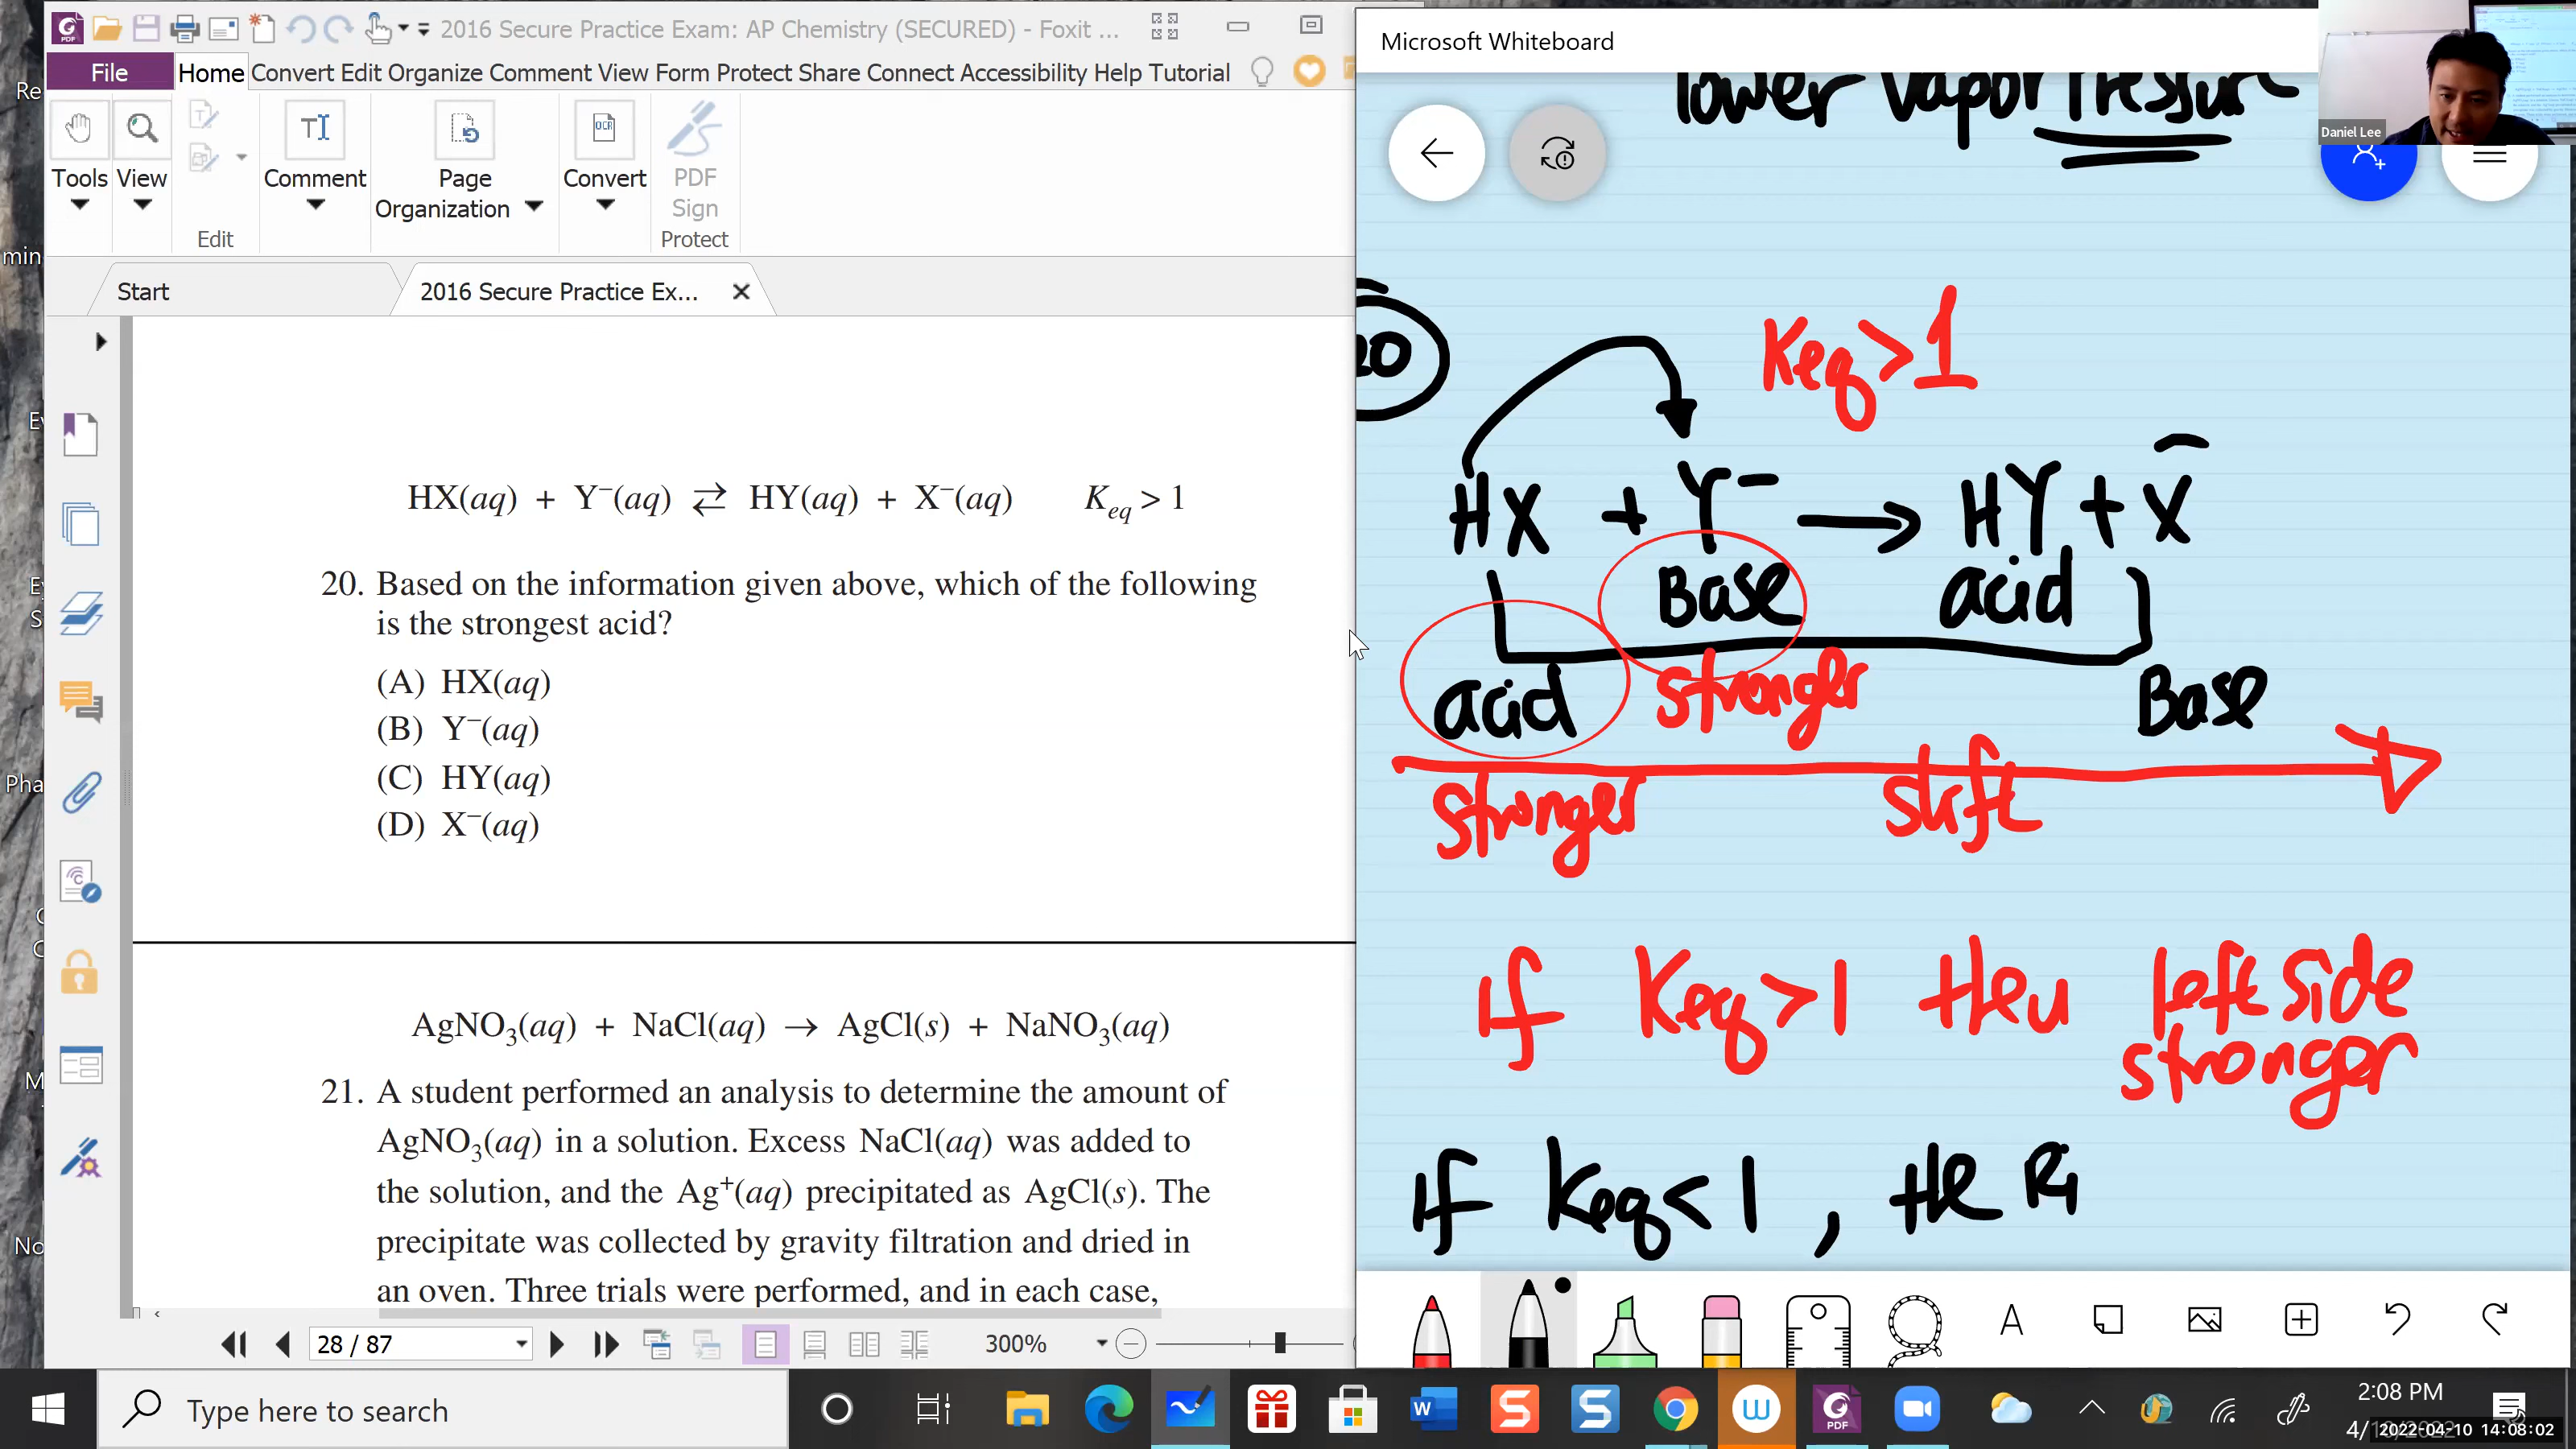 2016 Secure Practice Exam: AP Chemistry (SECURED) - Foxit ...
File Home Convert Edit Organize Comment View Form Protect Share Connect Accessibility Help Tutorial
Tools View Comment Page Organization Convert PDF Sign
Edit Protect
Start 2016 Secure Practice Ex...
HX(aq) + Y⁻(aq) ⇄ HY(aq) + X⁻(aq) Keq > 1
20. Based on the information given above, which of the following
is the strongest acid?
(A) HX(aq)
(B) Y⁻(aq)
(C) HY(aq)
(D) X⁻(aq)
AgNO₃(aq) + NaCl(aq) → AgCl(s) + NaNO₃(aq)
21. A student performed an analysis to determine the amount of
AgNO₃(aq) in a solution. Excess NaCl(aq) was added to
the solution, and the Ag⁺(aq) precipitated as AgCl(s). The
precipitate was collected by gravity filtration and dried in
an oven. Three trials were performed, and in each case,
28 / 87
300%
Microsoft Whiteboard
Daniel Lee
lower vapor Pressure
20
Keq > 1
HX + Y⁻ → HY + X⁻
Base acid
acid stronger Base
stronger shift
if Keq > 1 then left side
stronger
if Keq < 1 , the Ri
Type here to search
2:08 PM
2022-04-10 14:08:02